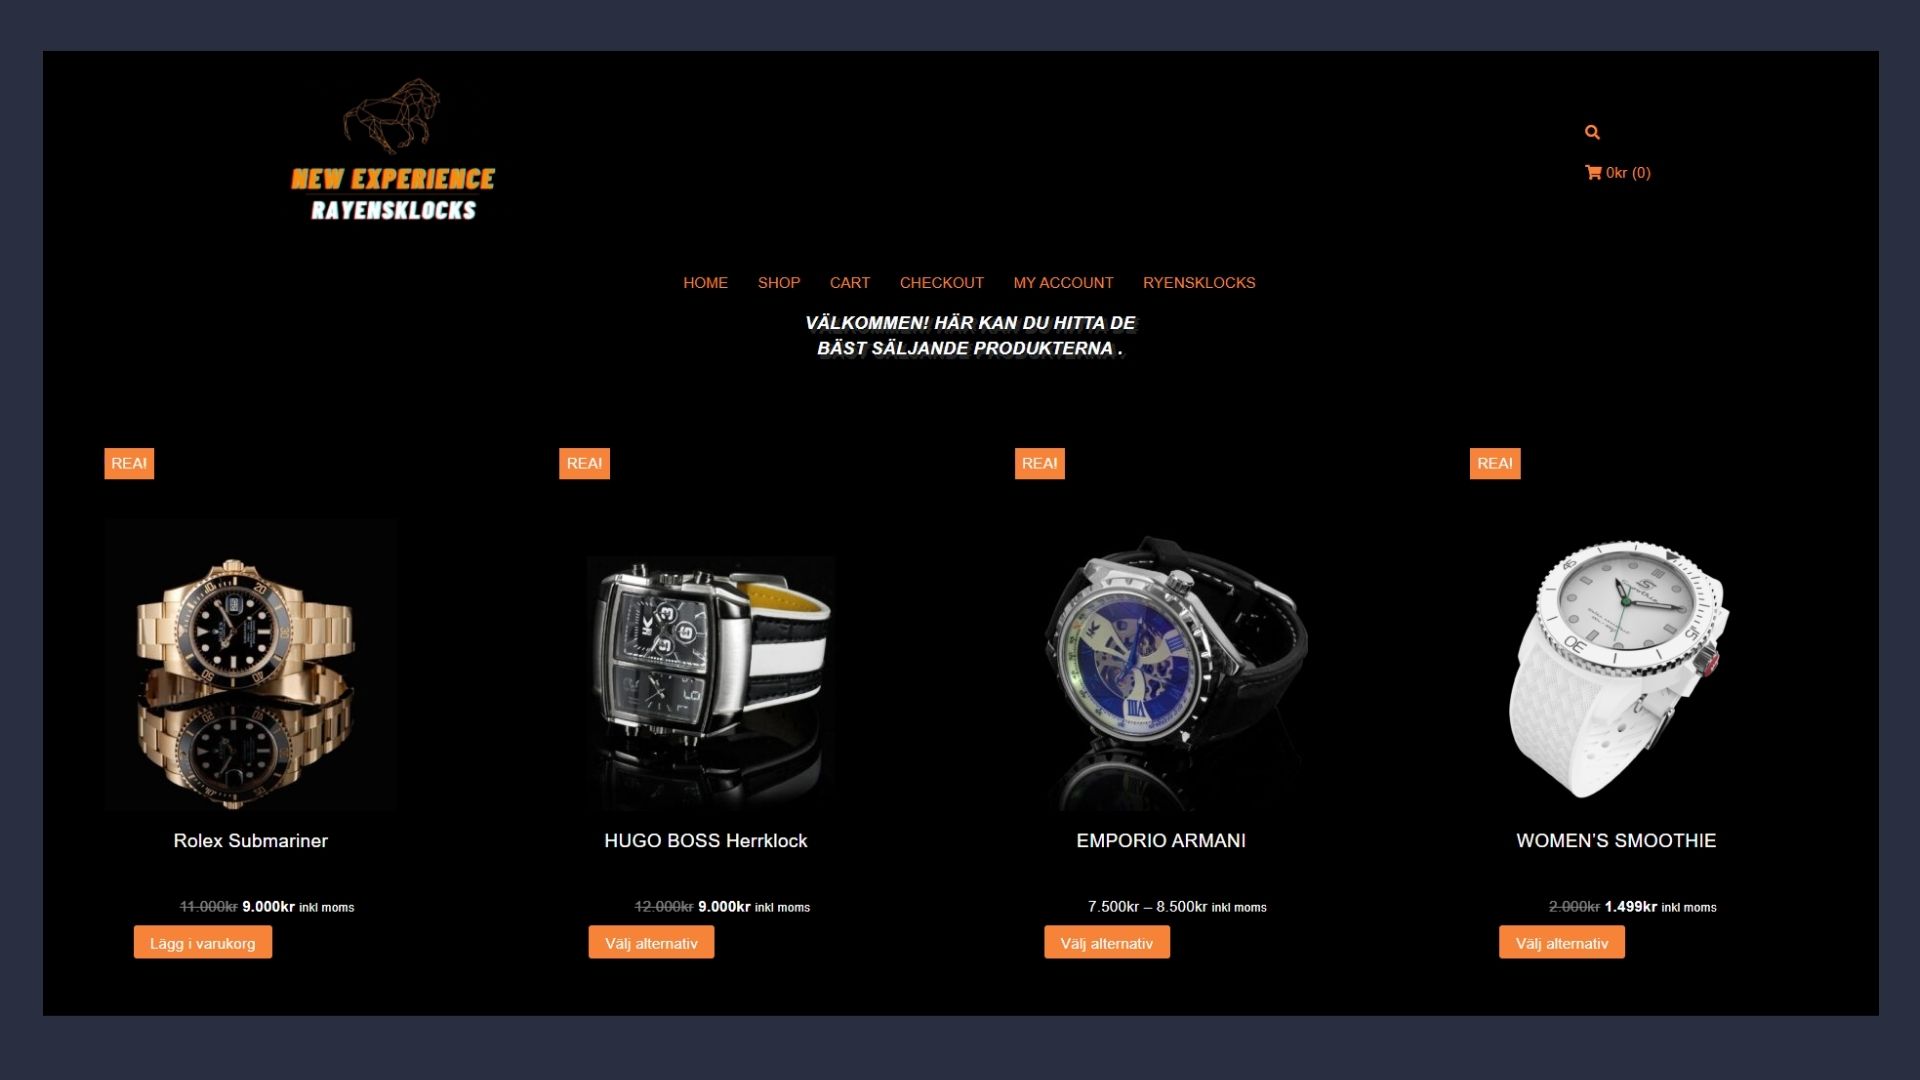 NEW EXPERIENCE
RAYENSKLOCKS
0kr (0)
HOME SHOP CART CHECKOUT MY ACCOUNT RYENSKLOCKS
VÄLKOMMEN! HÄR KAN DU HITTA DE
BÄST SÄLJANDE PRODUKTERNA .
REA! REA! REA! REA!
Rolex Submariner HUGO BOSS Herrklock EMPORIO ARMANI WOMEN’S SMOOTHIE
11.000kr 9.000kr inkl moms 12.000kr 9.000kr inkl moms 7.500kr – 8.500kr inkl moms 2.000kr 1.499kr inkl moms
Lägg i varukorg Välj alternativ Välj alternativ Välj alternativ